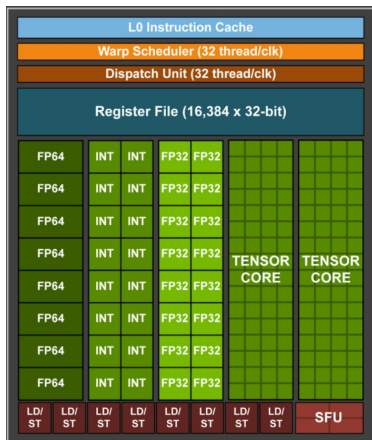 L0 Instruction Cache
Warp Scheduler (32 thread/clk)
Dispatch Unit (32 thread/clk)
Register File (16,384 x 32-bit)
FP64 INT INT FP32 FP32
FP64 INT INT FP32 FP32
FP64 INT INT FP32 FP32
FP64 INT INT FP32 FP32
TENSOR CORE
TENSOR CORE
FP64 INT INT FP32 FP32
FP64 INT INT FP32 FP32
FP64 INT INT FP32 FP32
FP64 INT INT FP32 FP32
LD/ LD/ LD/ LD/ LD/ LD/ LD/ LD/ SFU
ST ST ST ST ST ST ST ST